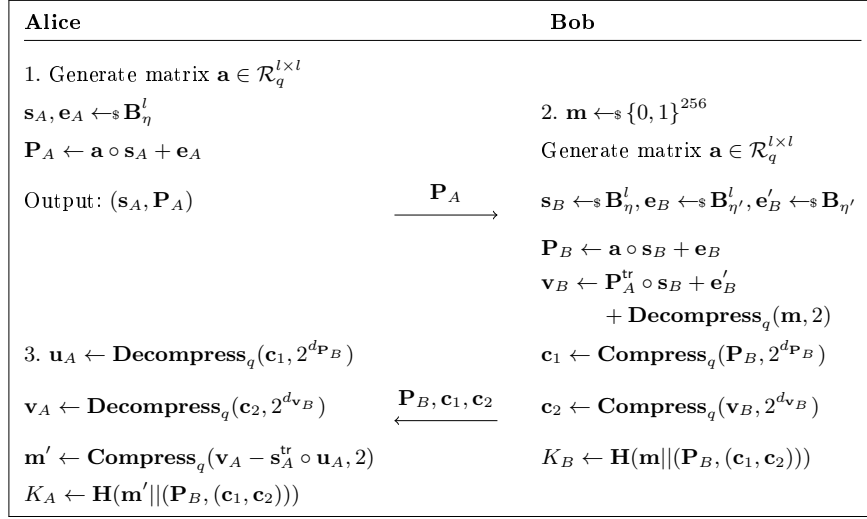 Alice Bob
1. Generate matrix a ∈ R_q^{l×l}
s_A, e_A ←$ B_η^l 2. m ←$ {0, 1}^{256}
P_A ← a ∘ s_A + e_A Generate matrix a ∈ R_q^{l×l}
Output: (s_A, P_A) P_A s_B ←$ B_η^l, e_B ←$ B_{η'}^l, e'_B ←$ B_{η'}
P_B ← a ∘ s_B + e_B
v_B ← P_A^{tr} ∘ s_B + e'_B
+ Decompress_q(m, 2)
3. u_A ← Decompress_q(c_1, 2^{d_{P_B}}) c_1 ← Compress_q(P_B, 2^{d_{P_B}})
v_A ← Decompress_q(c_2, 2^{d_{v_B}}) P_B, c_1, c_2 c_2 ← Compress_q(v_B, 2^{d_{v_B}})
m' ← Compress_q(v_A − s_A^{tr} ∘ u_A, 2) K_B ← H(m||(P_B, (c_1, c_2)))
K_A ← H(m'||(P_B, (c_1, c_2)))